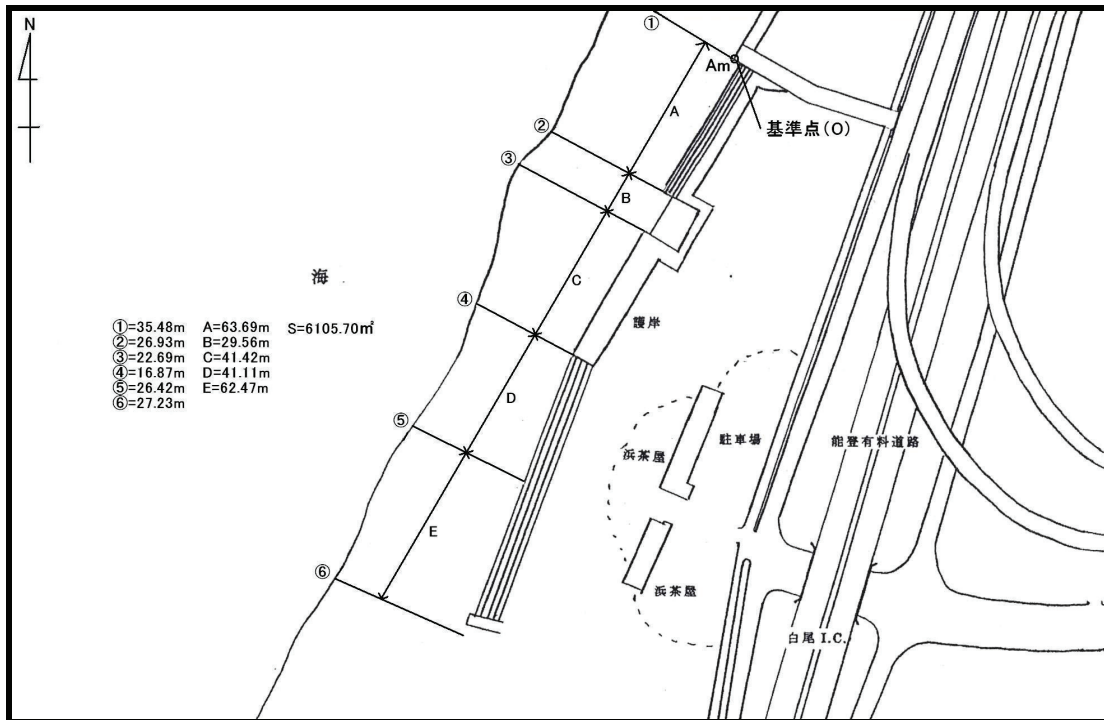 N
①
Am
A
基準点(O)
②
③
B
海
C
④
護岸
①=35.48m A=63.69m S=6105.70㎡
②=26.93m B=29.56m
③=22.69m C=41.42m
④=16.87m D=41.11m
⑤=26.42m E=62.47m
⑥=27.23m
D
⑤
駐車場
能登有料道路
浜茶屋
E
⑥
浜茶屋
白尾 I.C.